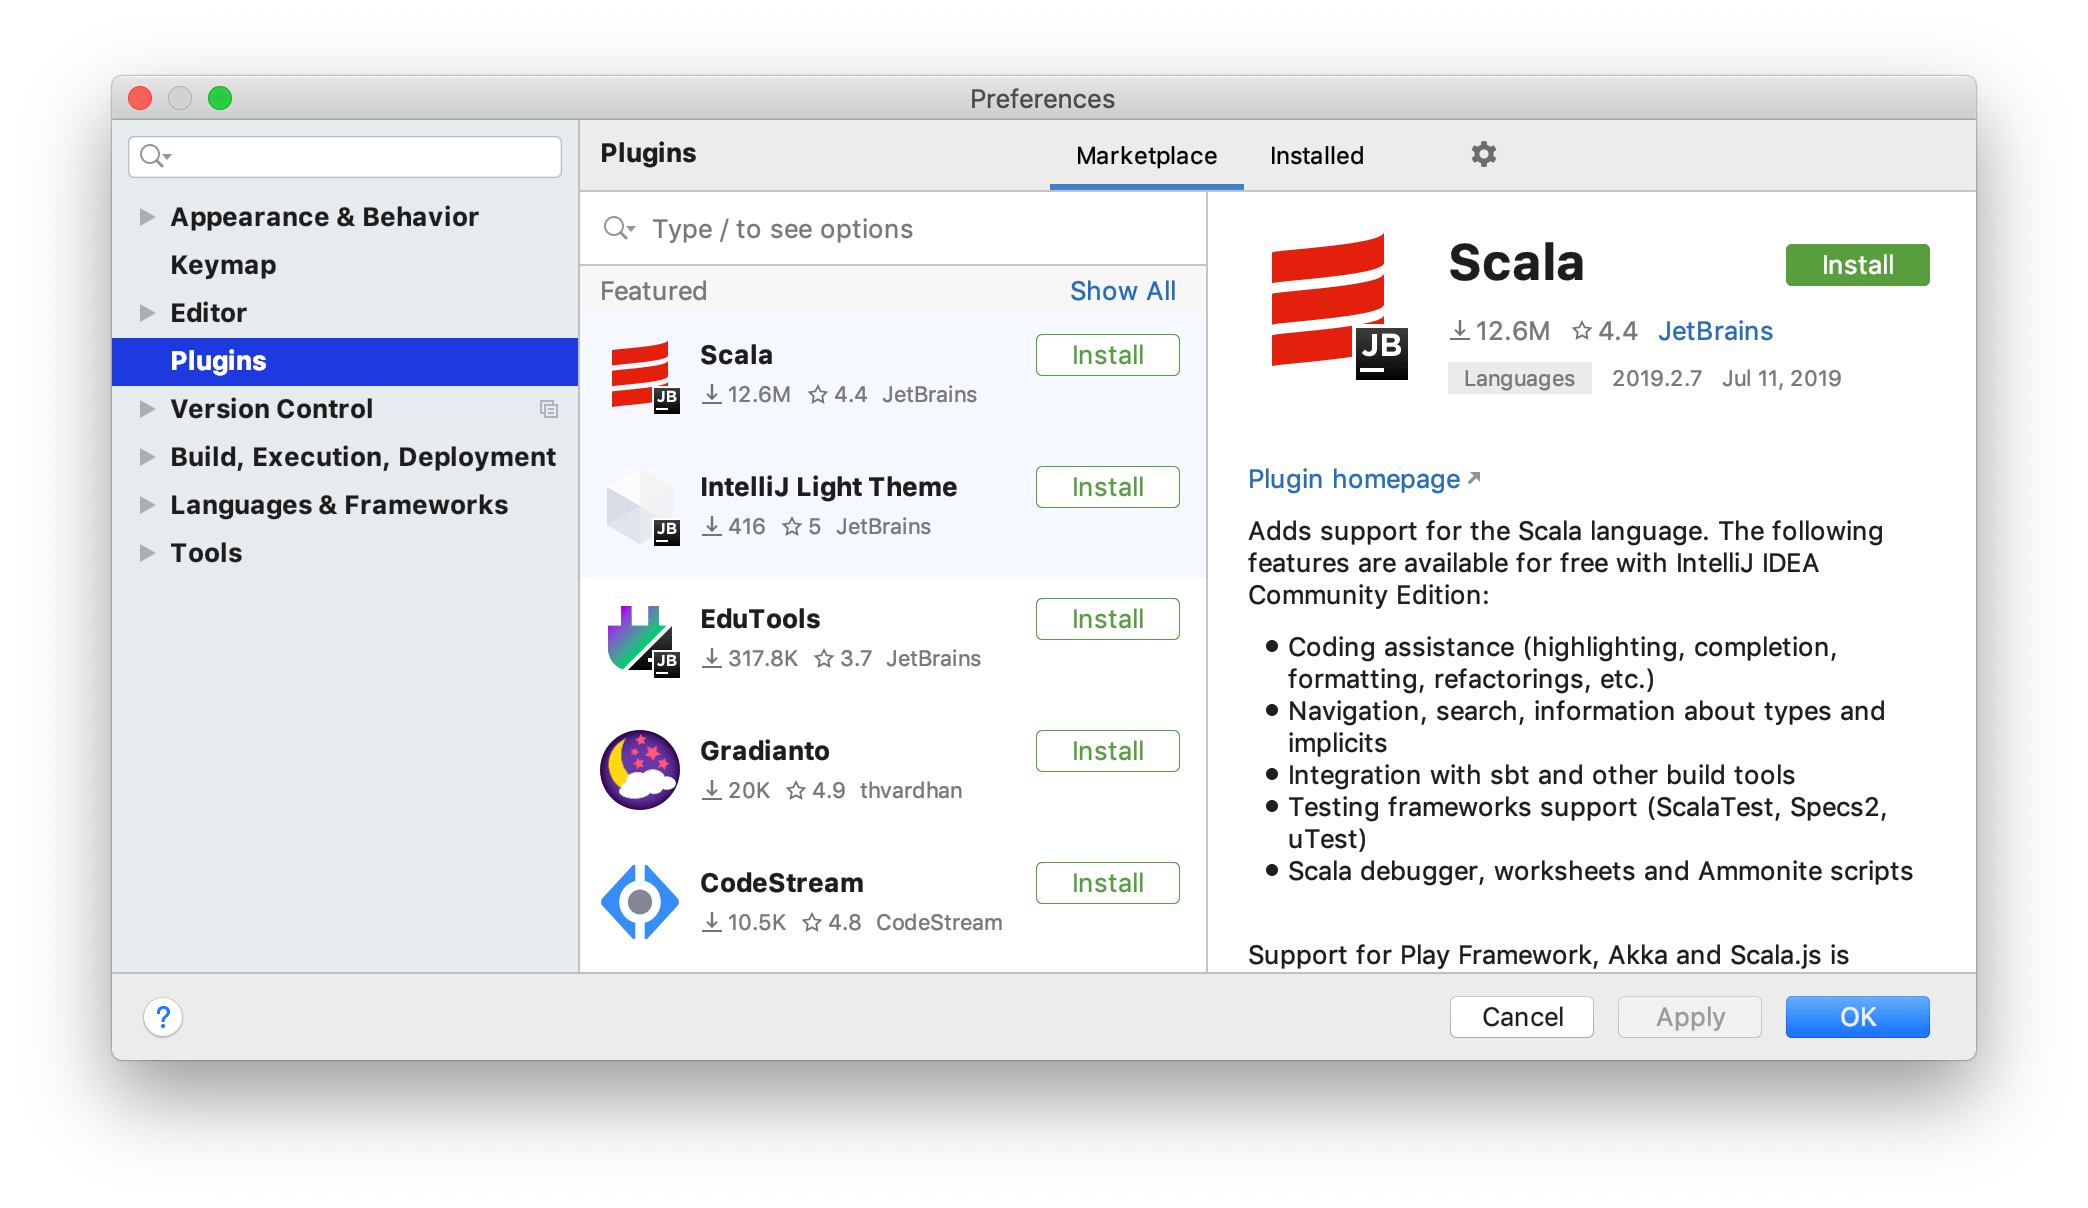 Preferences
Appearance & Behavior
Keymap
Editor
Plugins
Version Control
Build, Execution, Deployment
Languages & Frameworks
Tools
Plugins
Marketplace
Installed
Type / to see options
Featured
Show All
Scala
Install
12.6M 4.4 JetBrains
JB
IntelliJ Light Theme
Install
416 5 JetBrains
JB
EduTools
Install
317.8K 3.7 JetBrains
JB
Gradianto
Install
20K 4.9 thvardhan
CodeStream
Install
10.5K 4.8 CodeStream
JB
Scala
Install
12.6M 4.4 JetBrains
Languages 2019.2.7 Jul 11, 2019
Plugin homepage
Adds support for the Scala language. The following
features are available for free with IntelliJ IDEA
Community Edition:
• Coding assistance (highlighting, completion,
formatting, refactorings, etc.)
• Navigation, search, information about types and
implicits
• Integration with sbt and other build tools
• Testing frameworks support (ScalaTest, Specs2,
uTest)
• Scala debugger, worksheets and Ammonite scripts
Support for Play Framework, Akka and Scala.js is
?
Cancel
Apply
OK